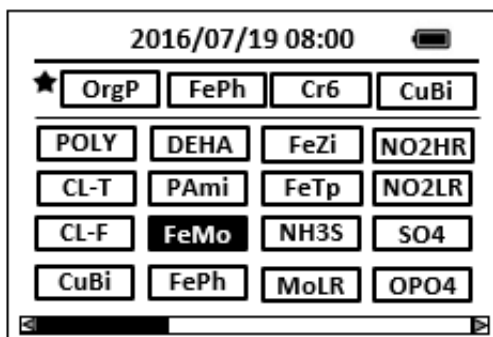 2016/07/19 08:00
OrgP FePh Cr6 CuBi
POLY DEHA FeZi NO2HR
CL-T PAmi FeTp NO2LR
CL-F FeMo NH3S SO4
CuBi FePh MoLR OPO4